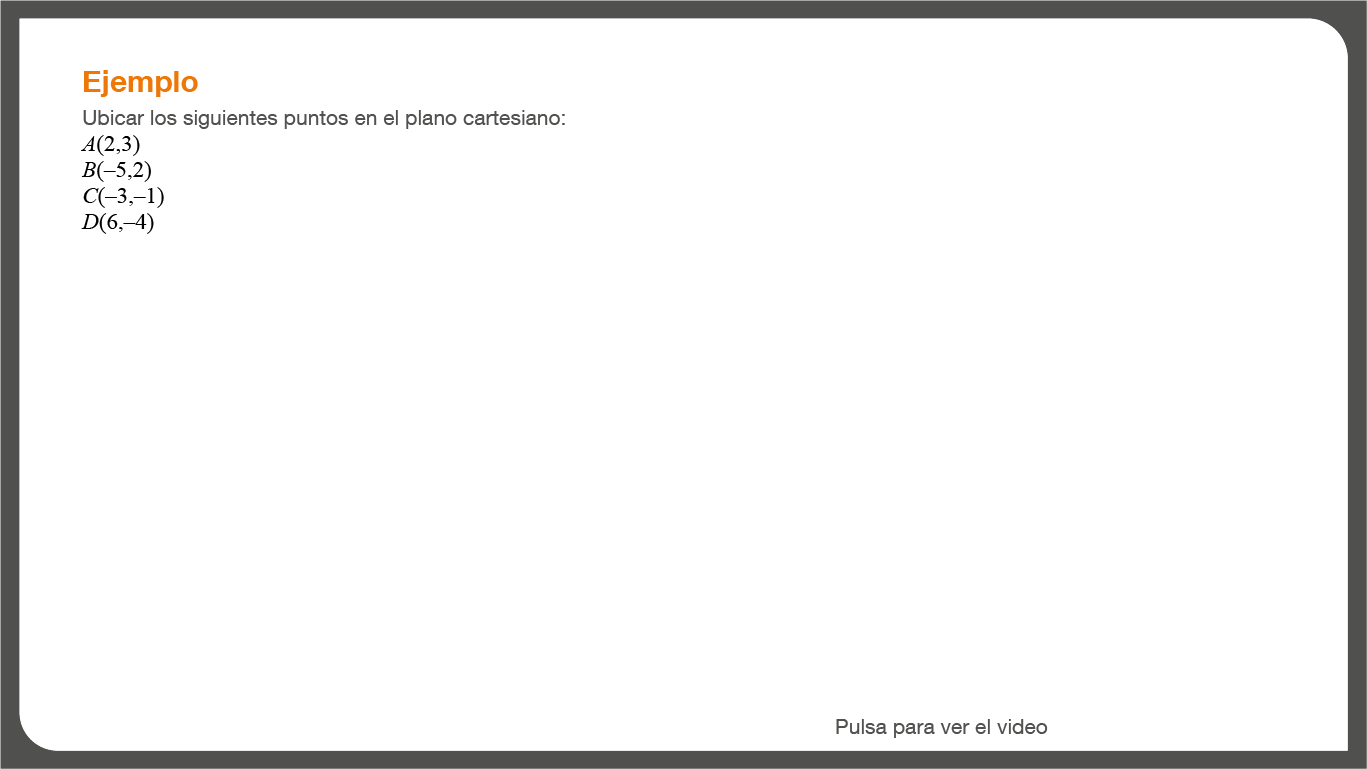 Ejemplo
Ubicar los siguientes puntos en el plano cartesiano:
A(2,3)
B(–5,2)
C(–3,–1)
D(6,–4)
Pulsa para ver el video